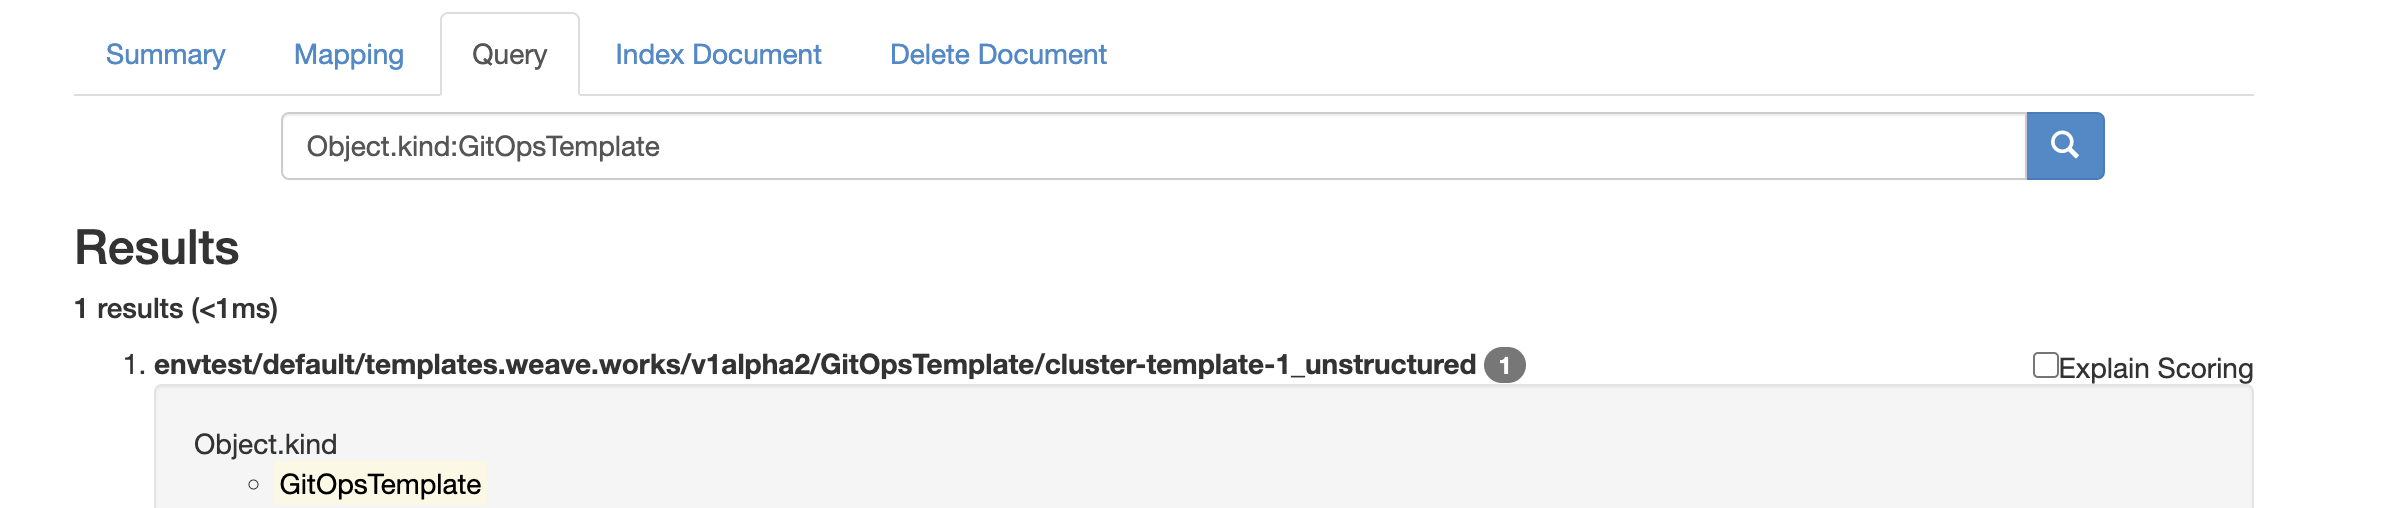 Summary Mapping Query Index Document Delete Document
Object.kind:GitOpsTemplate
Results
1 results (<1ms)
1. envtest/default/templates.weave.works/v1alpha2/GitOpsTemplate/cluster-template-1_unstructured 1 Explain Scoring
Object.kind
GitOpsTemplate